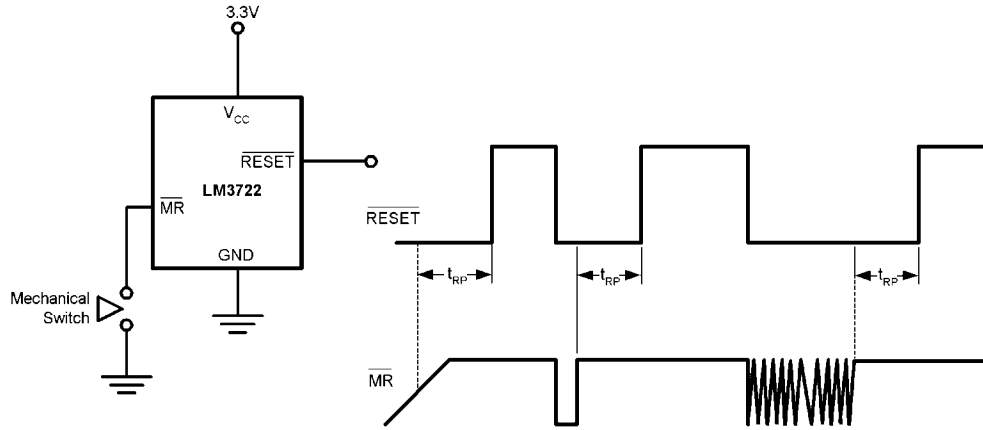 3.3V
VCC
RESET
LM3722
MR
GND
Mechanical
Switch
RESET
tRP
tRP
tRP
MR